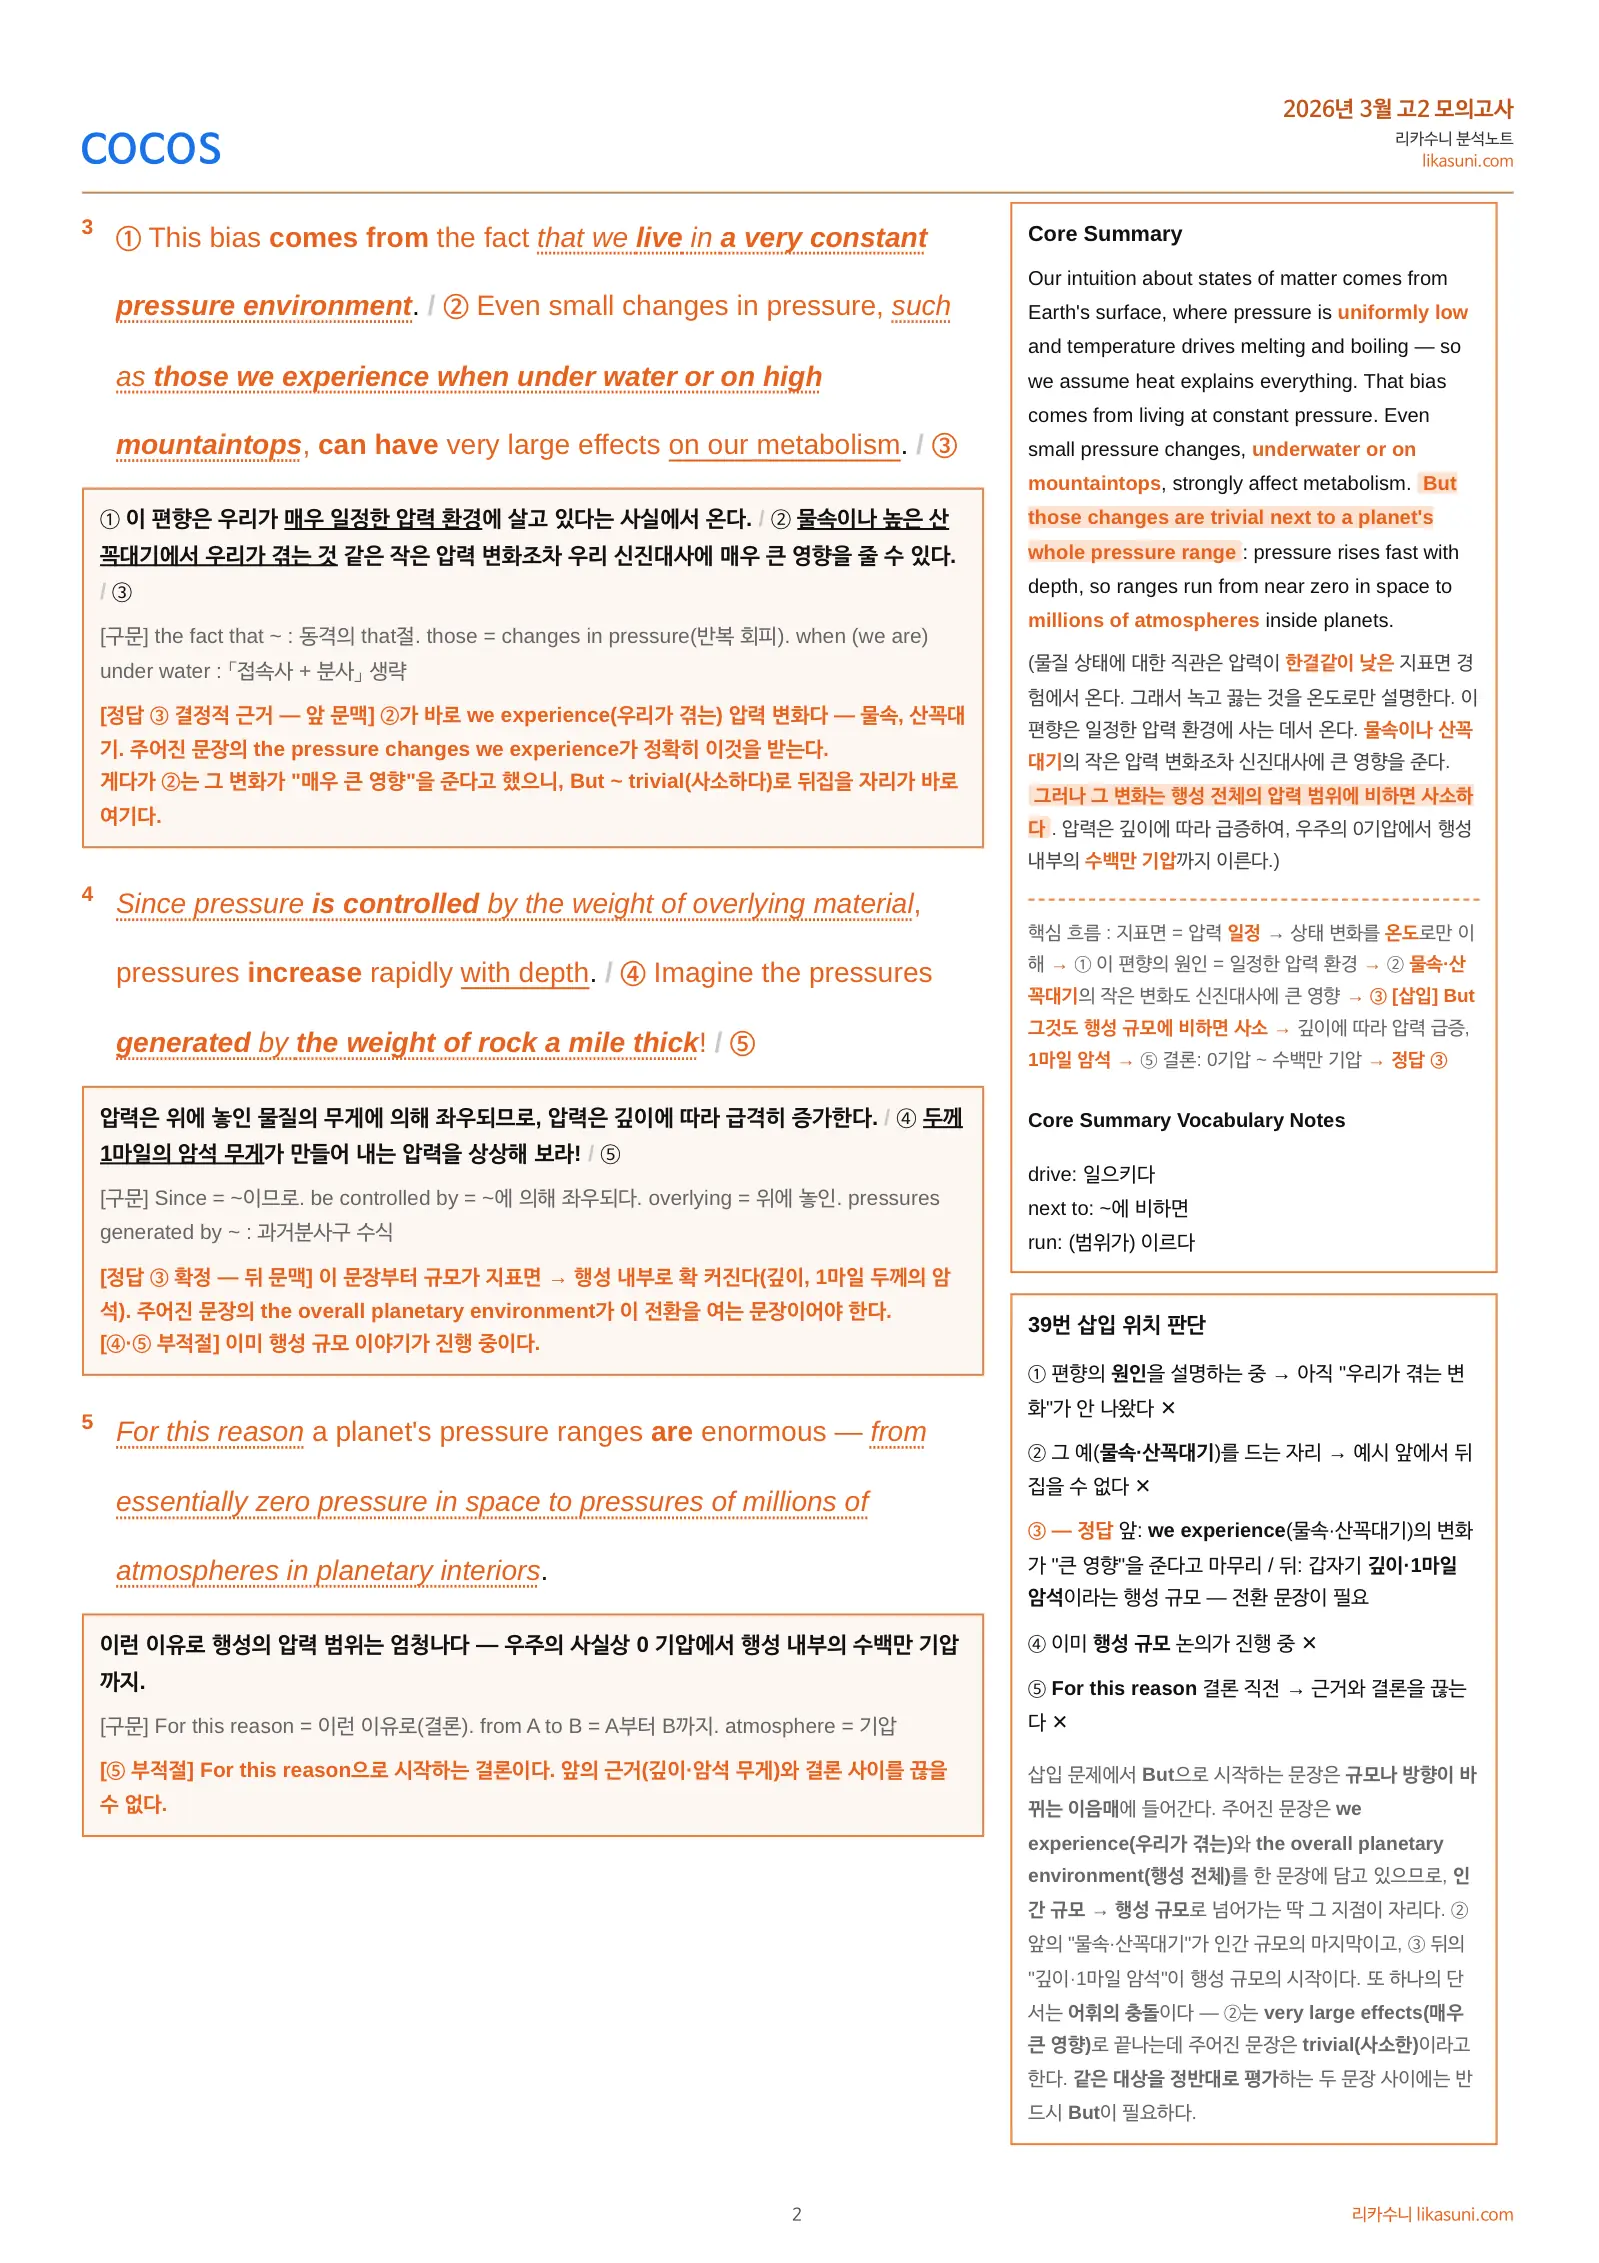 cocos
2026년 3월 고2 모의고사
리카수니 분석노트
likasuni.com
3 ① This bias comes from the fact that we live in a very constant
pressure environment. / ② Even small changes in pressure, such
as those we experience when under water or on high
mountaintops, can have very large effects on our metabolism. / ③
① 이 편향은 우리가 매우 일정한 압력 환경에 살고 있다는 사실에서 온다. / ② 물속이나 높은 산
꼭대기에서 우리가 겪는 것 같은 작은 압력 변화조차 우리 신진대사에 매우 큰 영향을 줄 수 있다.
/ ③
[구문] the fact that ~ : 동격의 that절. those = changes in pressure(반복 회피). when (we are)
under water : 「접속사 + 분사」 생략
[정답 ③ 결정적 근거 — 앞 문맥] ②가 바로 we experience(우리가 겪는) 압력 변화다 — 물속, 산꼭대
기. 주어진 문장의 the pressure changes we experience가 정확히 이것을 받는다.
게다가 ②는 그 변화가 "매우 큰 영향"을 준다고 했으니, But ~ trivial(사소하다)로 뒤집을 자리가 바로
여기다.
4 Since pressure is controlled by the weight of overlying material,
pressures increase rapidly with depth. / ④ Imagine the pressures
generated by the weight of rock a mile thick! / ⑤
압력은 위에 놓인 물질의 무게에 의해 좌우되므로, 압력은 깊이에 따라 급격히 증가한다. / ④ 두께
1마일의 암석 무게가 만들어 내는 압력을 상상해 보라! / ⑤
[구문] Since = ~이므로. be controlled by = ~에 의해 좌우되다. overlying = 위에 놓인. pressures
generated by ~ : 과거분사구 수식
[정답 ③ 확정 — 뒤 문맥] 이 문장부터 규모가 지표면 → 행성 내부로 확 커진다(깊이, 1마일 두께의 암
석). 주어진 문장의 the overall planetary environment가 이 전환을 여는 문장이어야 한다.
[④·⑤ 부적절] 이미 행성 규모 이야기가 진행 중이다.
5 For this reason a planet's pressure ranges are enormous — from
essentially zero pressure in space to pressures of millions of
atmospheres in planetary interiors.
이런 이유로 행성의 압력 범위는 엄청나다 — 우주의 사실상 0 기압에서 행성 내부의 수백만 기압
까지.
[구문] For this reason = 이런 이유로(결론). from A to B = A부터 B까지. atmosphere = 기압
[⑤ 부적절] For this reason으로 시작하는 결론이다. 앞의 근거(깊이·암석 무게)와 결론 사이를 끊을
수 없다.
Core Summary
Our intuition about states of matter comes from
Earth's surface, where pressure is uniformly low
and temperature drives melting and boiling — so
we assume heat explains everything. That bias
comes from living at constant pressure. Even
small pressure changes, underwater or on
mountaintops, strongly affect metabolism. But
those changes are trivial next to a planet's
whole pressure range : pressure rises fast with
depth, so ranges run from near zero in space to
millions of atmospheres inside planets.
(물질 상태에 대한 직관은 압력이 한결같이 낮은 지표면 경
험에서 온다. 그래서 녹고 끓는 것을 온도로만 설명한다. 이
편향은 일정한 압력 환경에 사는 데서 온다. 물속이나 산꼭
대기의 작은 압력 변화조차 신진대사에 큰 영향을 준다.
그러나 그 변화는 행성 전체의 압력 범위에 비하면 사소하
다 . 압력은 깊이에 따라 급증하여, 우주의 0기압에서 행성
내부의 수백만 기압까지 이른다.)
핵심 흐름 : 지표면 = 압력 일정 → 상태 변화를 온도로만 이
해 → ① 이 편향의 원인 = 일정한 압력 환경 → ② 물속·산
꼭대기의 작은 변화도 신진대사에 큰 영향 → ③ [삽입] But
그것도 행성 규모에 비하면 사소 → 깊이에 따라 압력 급증,
1마일 암석 → ⑤ 결론: 0기압 ~ 수백만 기압 → 정답 ③
Core Summary Vocabulary Notes
drive: 일으키다
next to: ~에 비하면
run: (범위가) 이르다
39번 삽입 위치 판단
① 편향의 원인을 설명하는 중 → 아직 "우리가 겪는 변
화"가 안 나왔다 ✕
② 그 예(물속·산꼭대기)를 드는 자리 → 예시 앞에서 뒤
집을 수 없다 ✕
③ — 정답 앞: we experience(물속·산꼭대기)의 변화
가 "큰 영향"을 준다고 마무리 / 뒤: 갑자기 깊이·1마일
암석이라는 행성 규모 — 전환 문장이 필요
④ 이미 행성 규모 논의가 진행 중 ✕
⑤ For this reason 결론 직전 → 근거와 결론을 끊는
다 ✕
삽입 문제에서 But으로 시작하는 문장은 규모나 방향이 바
뀌는 이음매에 들어간다. 주어진 문장은 we
experience(우리가 겪는)와 the overall planetary
environment(행성 전체)를 한 문장에 담고 있으므로, 인
간 규모 → 행성 규모로 넘어가는 딱 그 지점이 자리다. ②
앞의 "물속·산꼭대기"가 인간 규모의 마지막이고, ③ 뒤의
"깊이·1마일 암석"이 행성 규모의 시작이다. 또 하나의 단
서는 어휘의 충돌이다 — ②는 very large effects(매우
큰 영향)로 끝나는데 주어진 문장은 trivial(사소한)이라고
한다. 같은 대상을 정반대로 평가하는 두 문장 사이에는 반
드시 But이 필요하다.
2
리카수니 likasuni.com